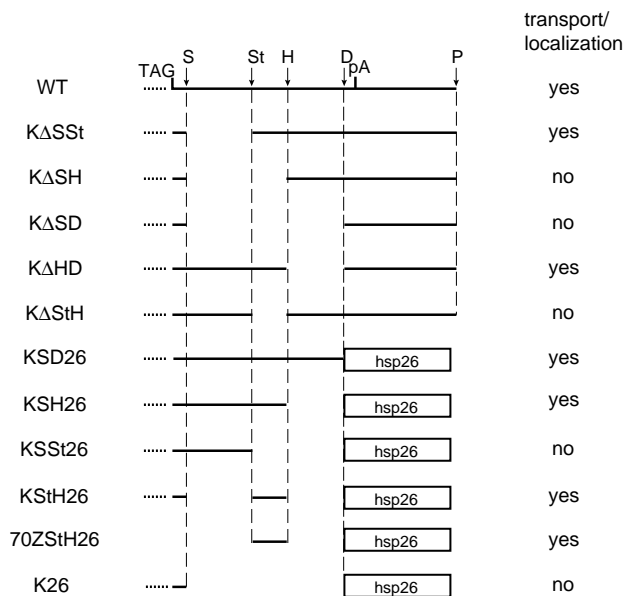 transport/
localization
S St H D P
TAG pA
WT yes
KΔSSt yes
KΔSH no
KΔSD no
KΔHD yes
KΔStH no
KSD26 hsp26 yes
KSH26 hsp26 yes
KSSt26 hsp26 no
KStH26 hsp26 yes
70ZStH26 hsp26 yes
K26 hsp26 no